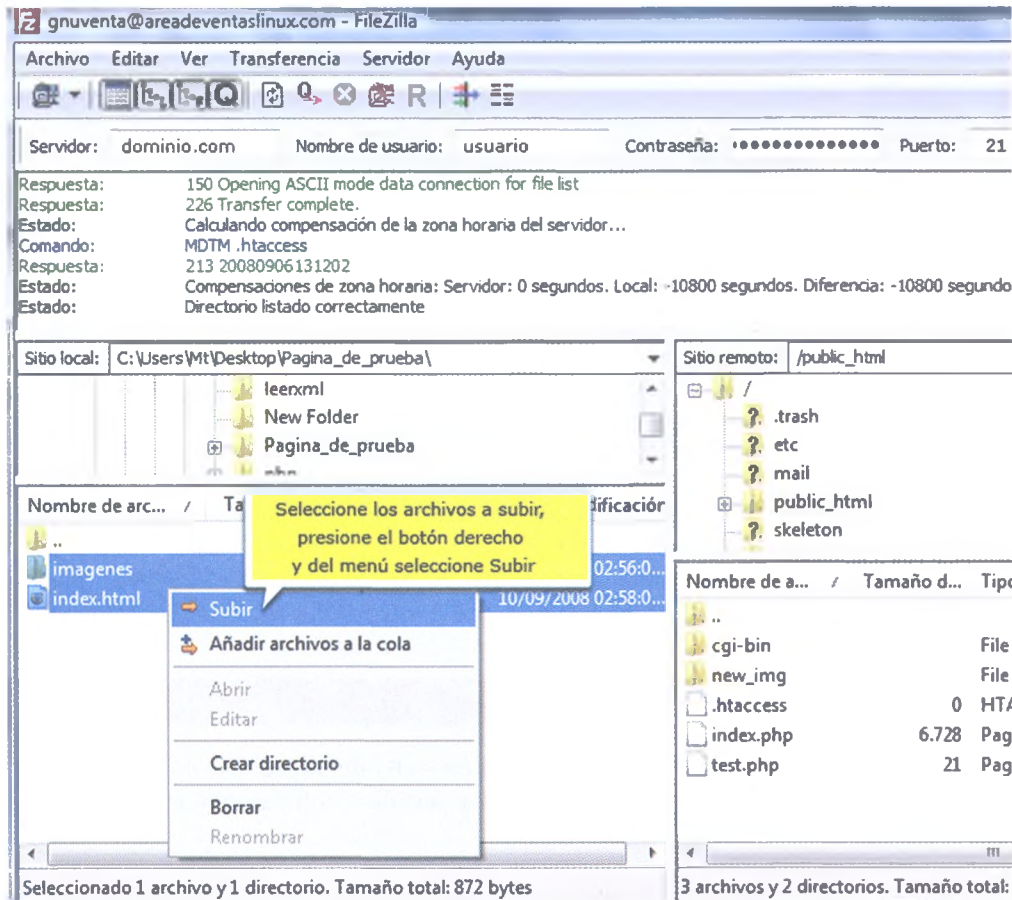 gnuventa@areadeventaslinux.com - FileZilla
Archivo Editar Ver Transferencia Servidor Ayuda
Servidor: dominio.com Nombre de usuario: usuario Contraseña: •••••••••••••• Puerto: 21
Respuesta: 150 Opening ASCII mode data connection for file list
Respuesta: 226 Transfer complete.
Estado: Calculando compensación de la zona horaria del servidor...
Comando: MDTM .htaccess
Respuesta: 213 20080906131202
Estado: Compensaciones de zona horaria: Servidor: 0 segundos. Local: -10800 segundos. Diferencia: -10800 segundo
Estado: Directorio listado correctamente
Sitio local: C:\Users\Mt\Desktop\Pagina_de_prueba\
leerxml
New Folder
Pagina_de_prueba
php
Sitio remoto: /public_html
/
.trash
etc
mail
public_html
skeleton
Nombre de arc... / Ta
dificación
Seleccione los archivos a subir,
presione el botón derecho
y del menú seleccione Subir
..
imagenes 02:56:0...
index.html 10/09/2008 02:58:0...
Subir
Añadir archivos a la cola
Abrir
Editar
Crear directorio
Borrar
Renombrar
Seleccionado 1 archivo y 1 directorio. Tamaño total: 872 bytes
Nombre de a... / Tamaño d... Tipo
..
cgi-bin File
new_img File
.htaccess 0 HTA
index.php 6.728 Pag
test.php 21 Pag
3 archivos y 2 directorios. Tamaño total: